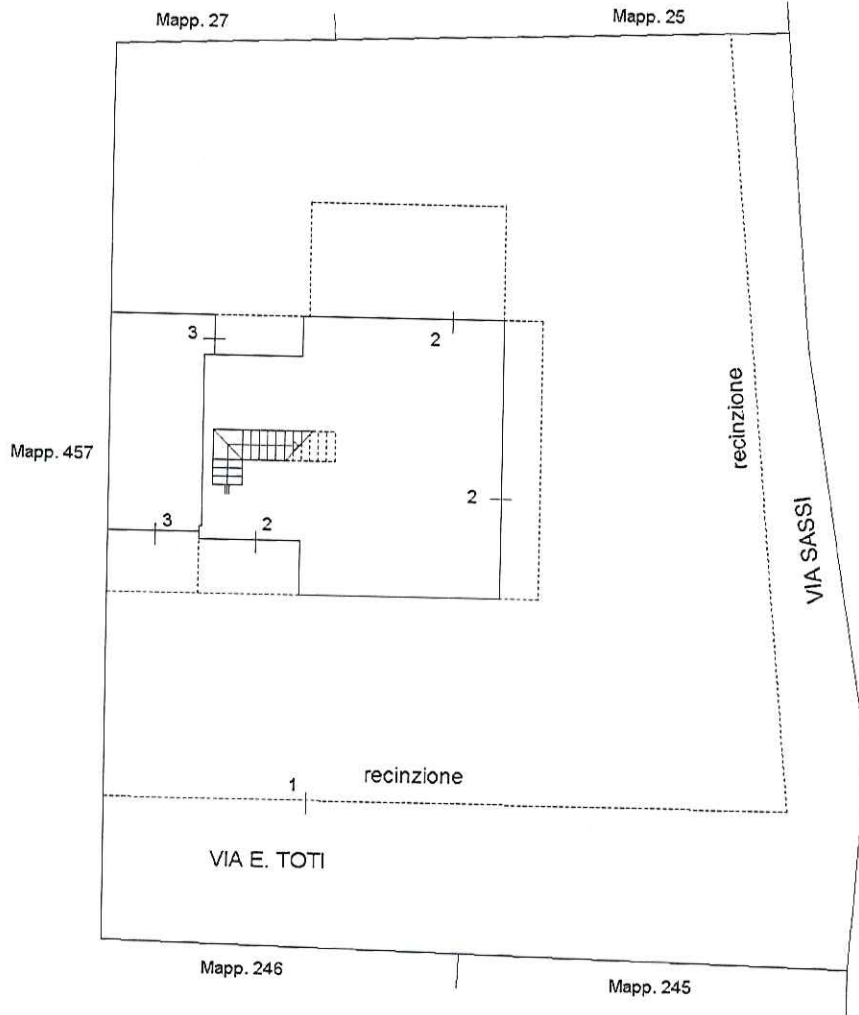 Mapp. 27
Mapp. 25
3
2
recinzione
Mapp. 457
2
3
2
VIA SASSI
1
recinzione
VIA E. TOTI
Mapp. 246
Mapp. 245